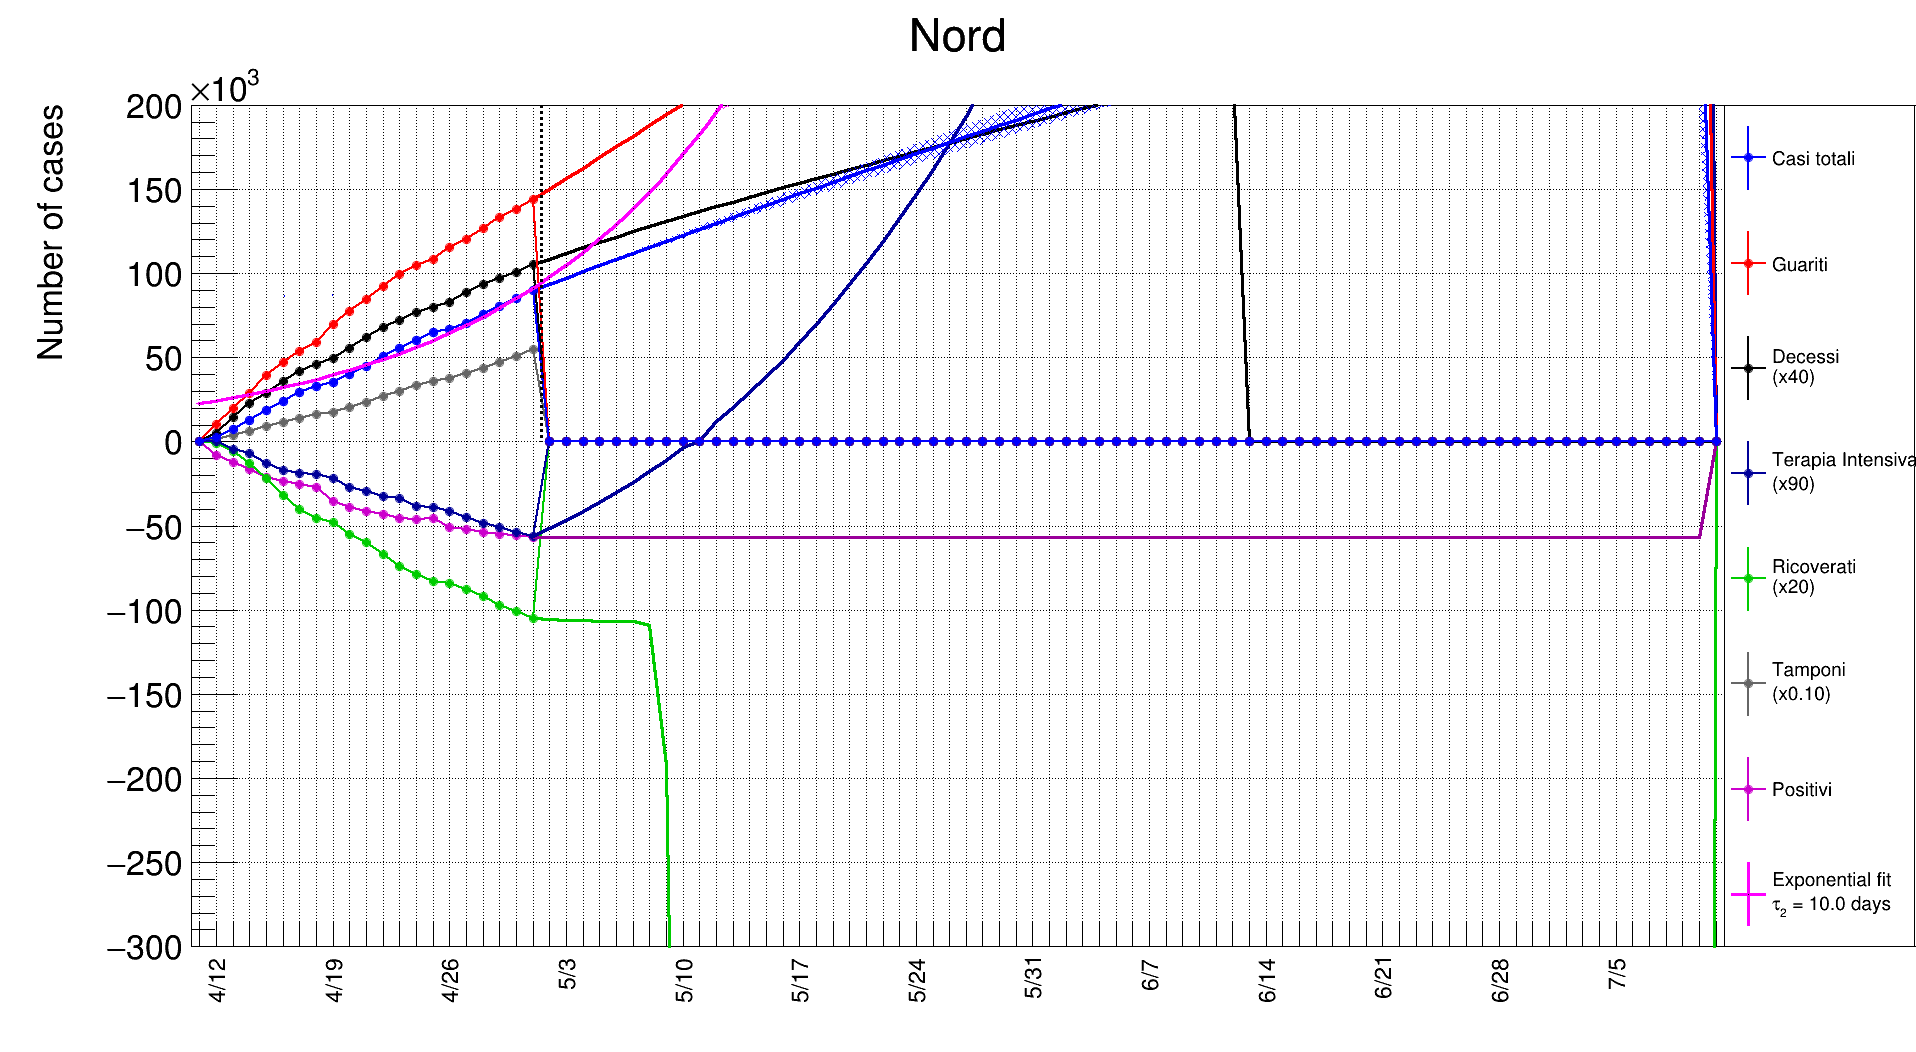 Nord
×10³
Number of cases
200
150
100
50
0
−50
−100
−150
−200
−250
−300
4/12
4/19
4/26
5/3
5/10
5/17
5/24
5/31
6/7
6/14
6/21
6/28
7/5
Casi totali
Guariti
Decessi
(x40)
Terapia Intensiva
(x90)
Ricoverati
(x20)
Tamponi
(x0.10)
Positivi
Exponential fit
τ₂ = 10.0 days